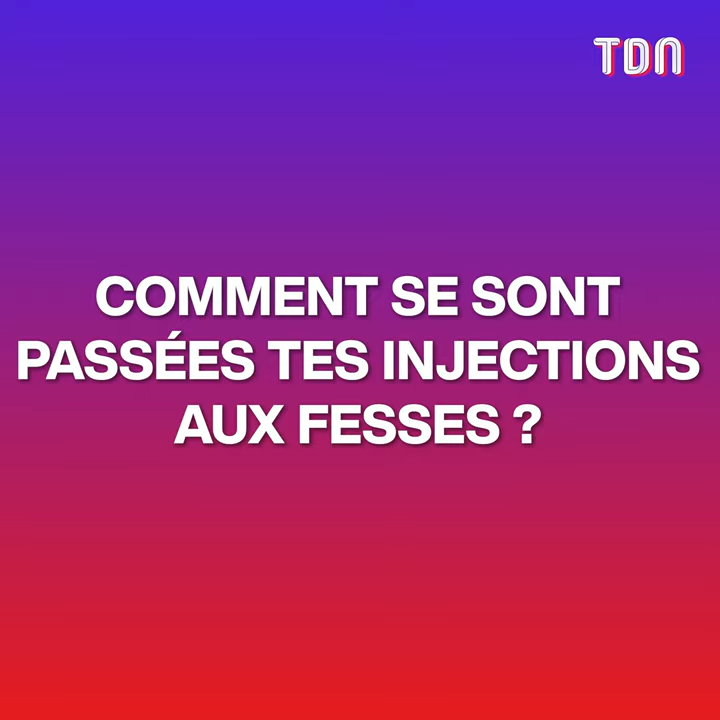 TDN
COMMENT SE SONT
PASSÉES TES INJECTIONS
AUX FESSES ?